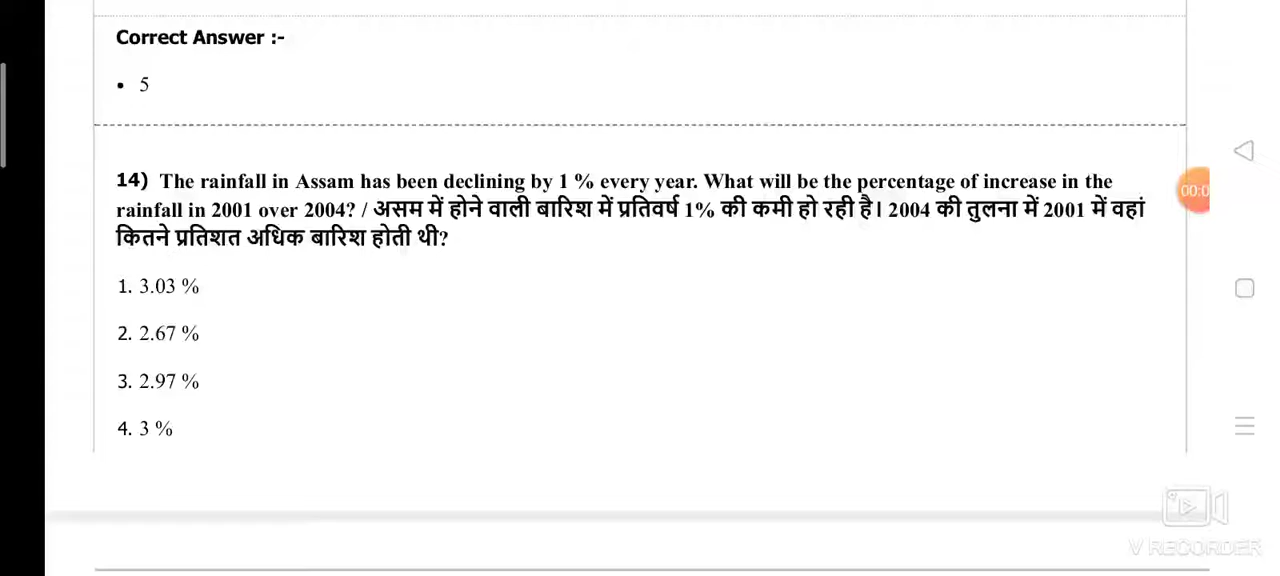 Correct Answer :-
• 5
14) The rainfall in Assam has been declining by 1 % every year. What will be the percentage of increase in the
rainfall in 2001 over 2004? / असम में होने वाली बारिश में प्रतिवर्ष 1% की कमी हो रही है। 2004 की तुलना में 2001 में वहां
कितने प्रतिशत अधिक बारिश होती थी?
1. 3.03 %
2. 2.67 %
3. 2.97 %
4. 3 %
00:0
V RECORDER